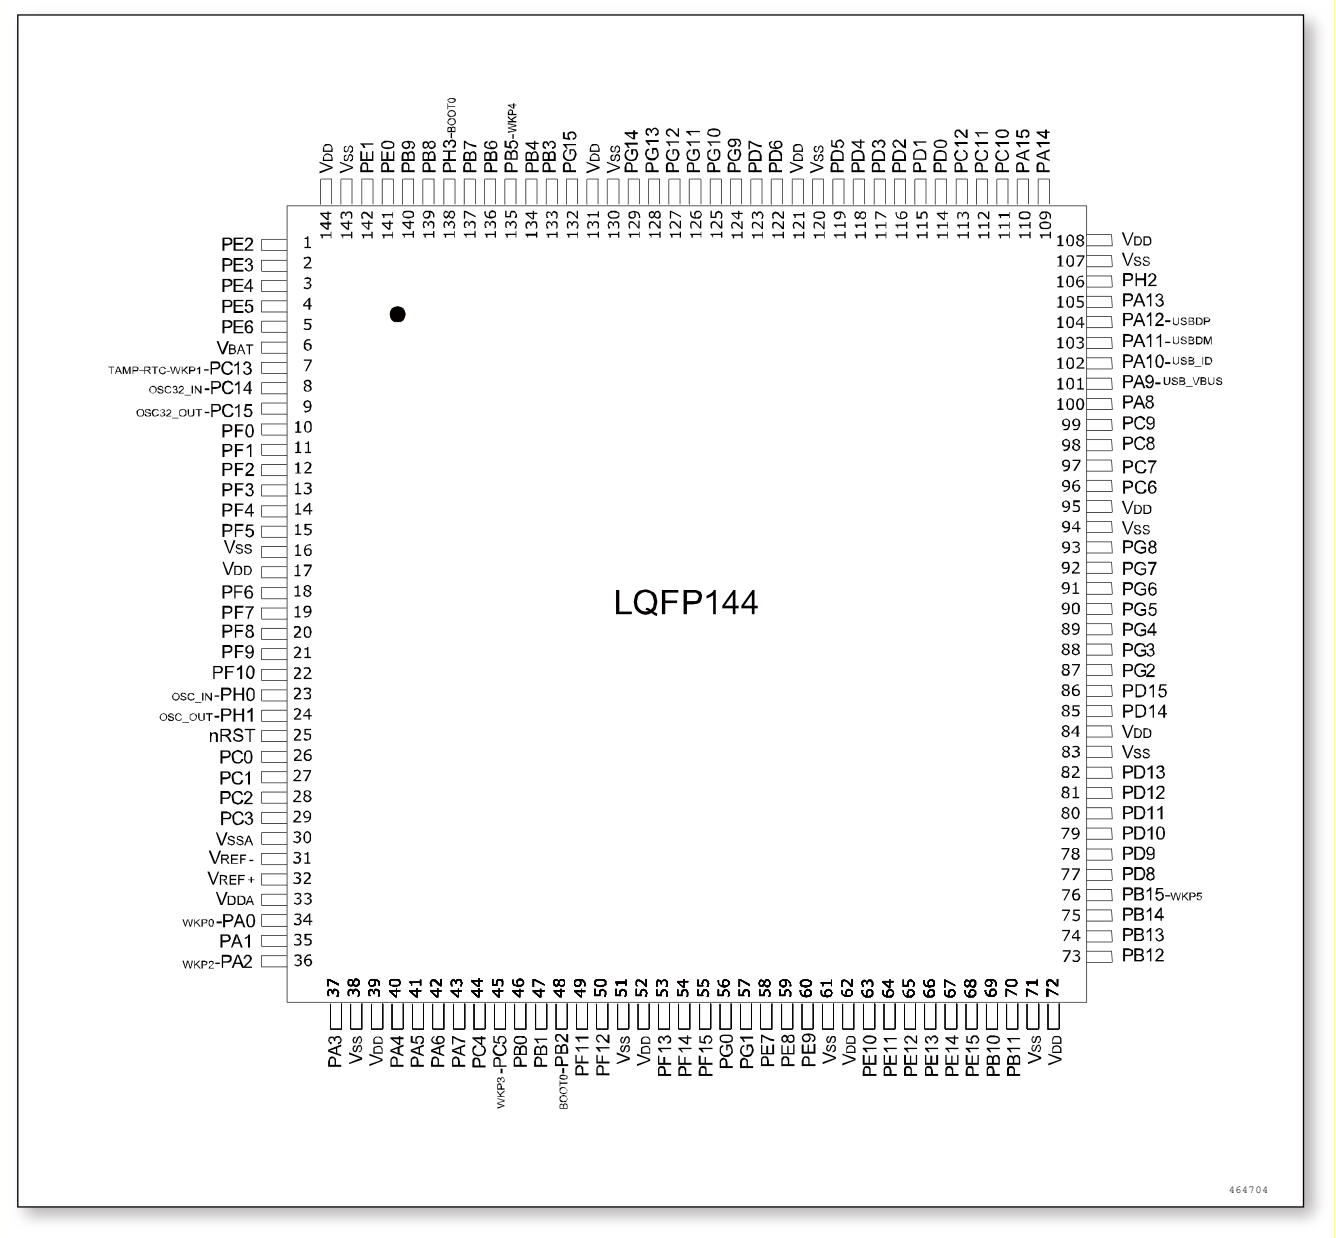 VDD
VSS
PE1
PE0
PB9
PB8
PH3-BOOT0
PB7
PB6
PB5-WKP4
PB4
PB3
PG15
VDD
VSS
PG14
PG13
PG12
PG11
PG10
PG9
PD7
PD6
VDD
VSS
PD5
PD4
PD3
PD2
PD1
PD0
PC12
PC11
PC10
PA15
PA14
144
143
142
141
140
139
138
137
136
135
134
133
132
131
130
129
128
127
126
125
124
123
122
121
120
119
118
117
116
115
114
113
112
111
110
109
PE2 1
PE3 2
PE4 3
PE5 4
PE6 5
VBAT 6
TAMP-RTC-WKP1-PC13 7
OSC32_IN-PC14 8
OSC32_OUT-PC15 9
PF0 10
PF1 11
PF2 12
PF3 13
PF4 14
PF5 15
VSS 16
VDD 17
PF6 18
PF7 19
PF8 20
PF9 21
PF10 22
OSC_IN-PH0 23
OSC_OUT-PH1 24
nRST 25
PC0 26
PC1 27
PC2 28
PC3 29
VSSA 30
VREF- 31
VREF+ 32
VDDA 33
WKP0-PA0 34
PA1 35
WKP2-PA2 36
LQFP144
108 VDD
107 VSS
106 PH2
105 PA13
104 PA12-USBDP
103 PA11-USBDM
102 PA10-USB_ID
101 PA9-USB_VBUS
100 PA8
99 PC9
98 PC8
97 PC7
96 PC6
95 VDD
94 VSS
93 PG8
92 PG7
91 PG6
90 PG5
89 PG4
88 PG3
87 PG2
86 PD15
85 PD14
84 VDD
83 VSS
82 PD13
81 PD12
80 PD11
79 PD10
78 PD9
77 PD8
76 PB15-WKP5
75 PB14
74 PB13
73 PB12
37
38
39
40
41
42
43
44
45
46
47
48
49
50
51
52
53
54
55
56
57
58
59
60
61
62
63
64
65
66
67
68
69
70
71
72
PA3
VSS
VDD
PA4
PA5
PA6
PA7
PC4
WKP3-PC5
PB0
PB1
BOOT0-PB2
PF11
PF12
VSS
VDD
PF13
PF14
PF15
PG0
PG1
PE7
PE8
PE9
VSS
VDD
PE10
PE11
PE12
PE13
PE14
PE15
PB10
PB11
VSS
VDD
464704